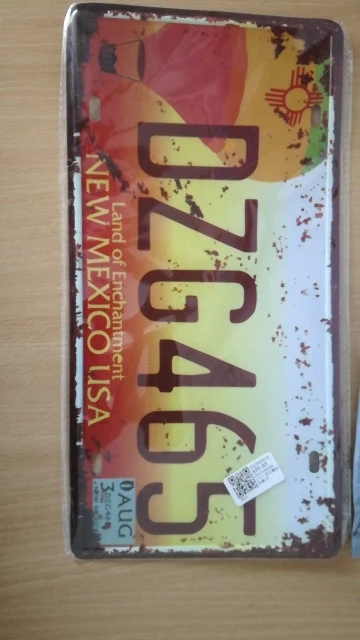 DZG465
Land of Enchantment
NEW MEXICO USA
AUG